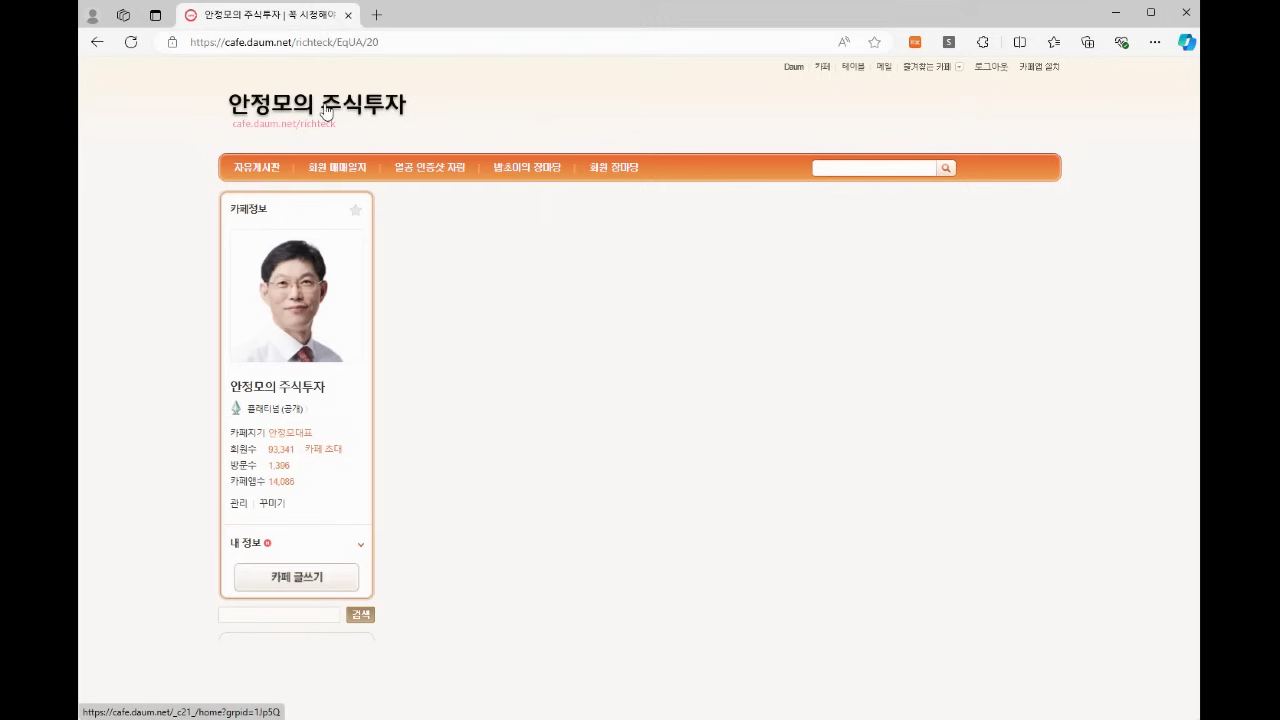 안정모의 주식투자 | 꼭 시청해야
https://cafe.daum.net/richteck/EqUA/20
Daum 카페 테이블 메일 즐겨찾는 카페 로그아웃 카페앱 설치
안정모의 주식투자
cafe.daum.net/richteck
자유게시판 | 회원 매매일지 | 열공 인증샷 자랑 | 밥초이의 장마당 | 회원 장마당
카페정보
안정모의 주식투자
플래티넘 (공개)
카페지기 안정모대표
회원수 93,341 카페 초대
방문수 1,396
카페앱수 14,086
관리 | 꾸미기
내 정보
카페 글쓰기
검색
https://cafe.daum.net/_c21_/home?grpid=1Jp5Q